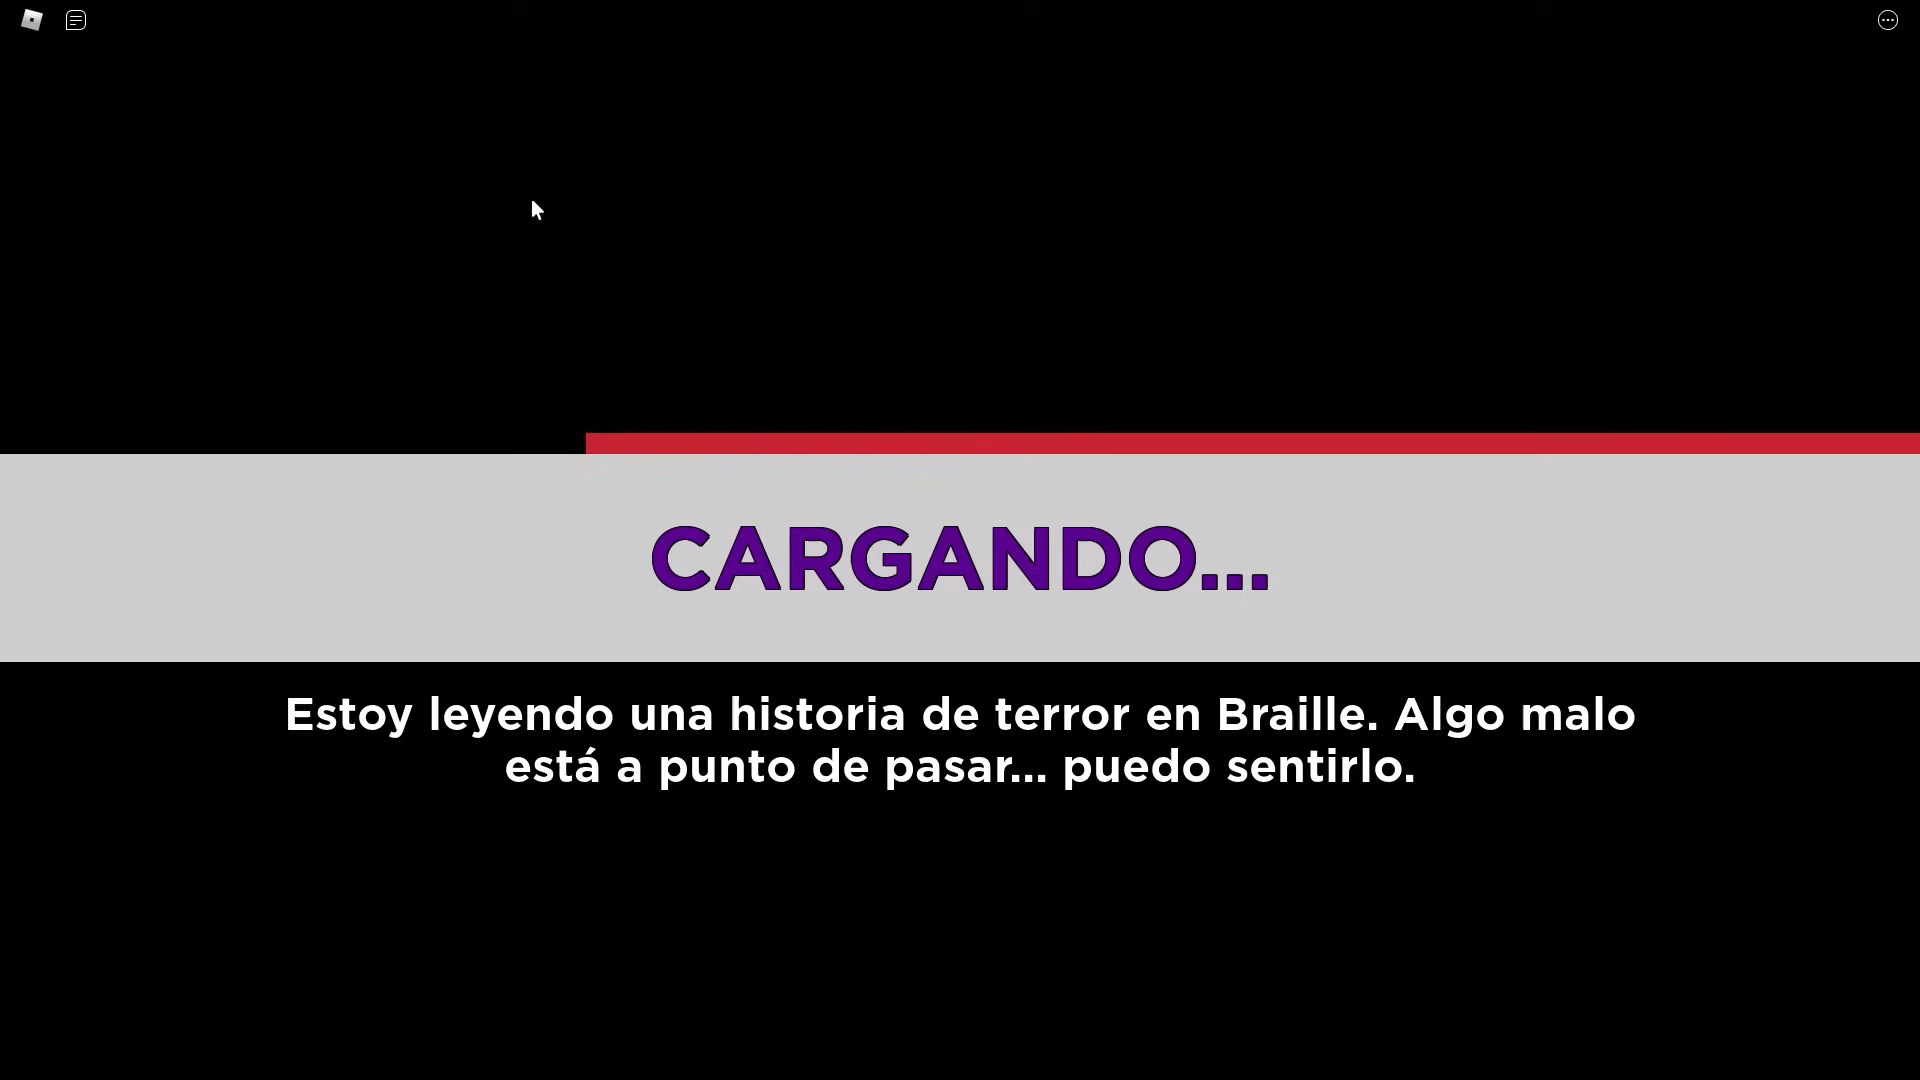 CARGANDO...
Estoy leyendo una historia de terror en Braille. Algo malo
está a punto de pasar... puedo sentirlo.